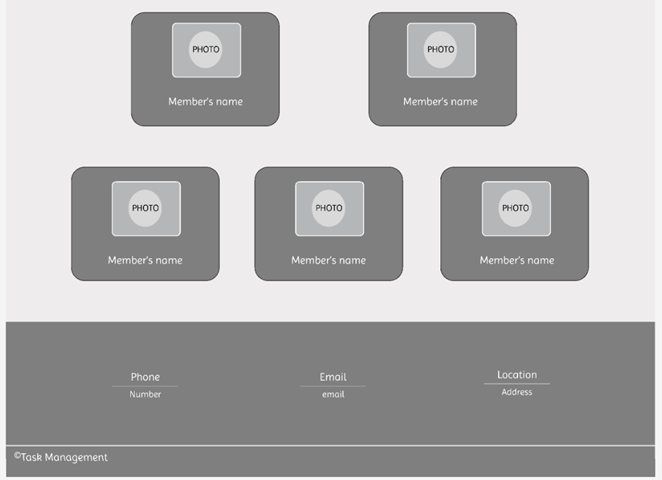 PHOTO
PHOTO
Member's name
Member's name
PHOTO
PHOTO
PHOTO
Member's name
Member's name
Member's name
Phone
Number
Email
email
Location
Address
©Task Management